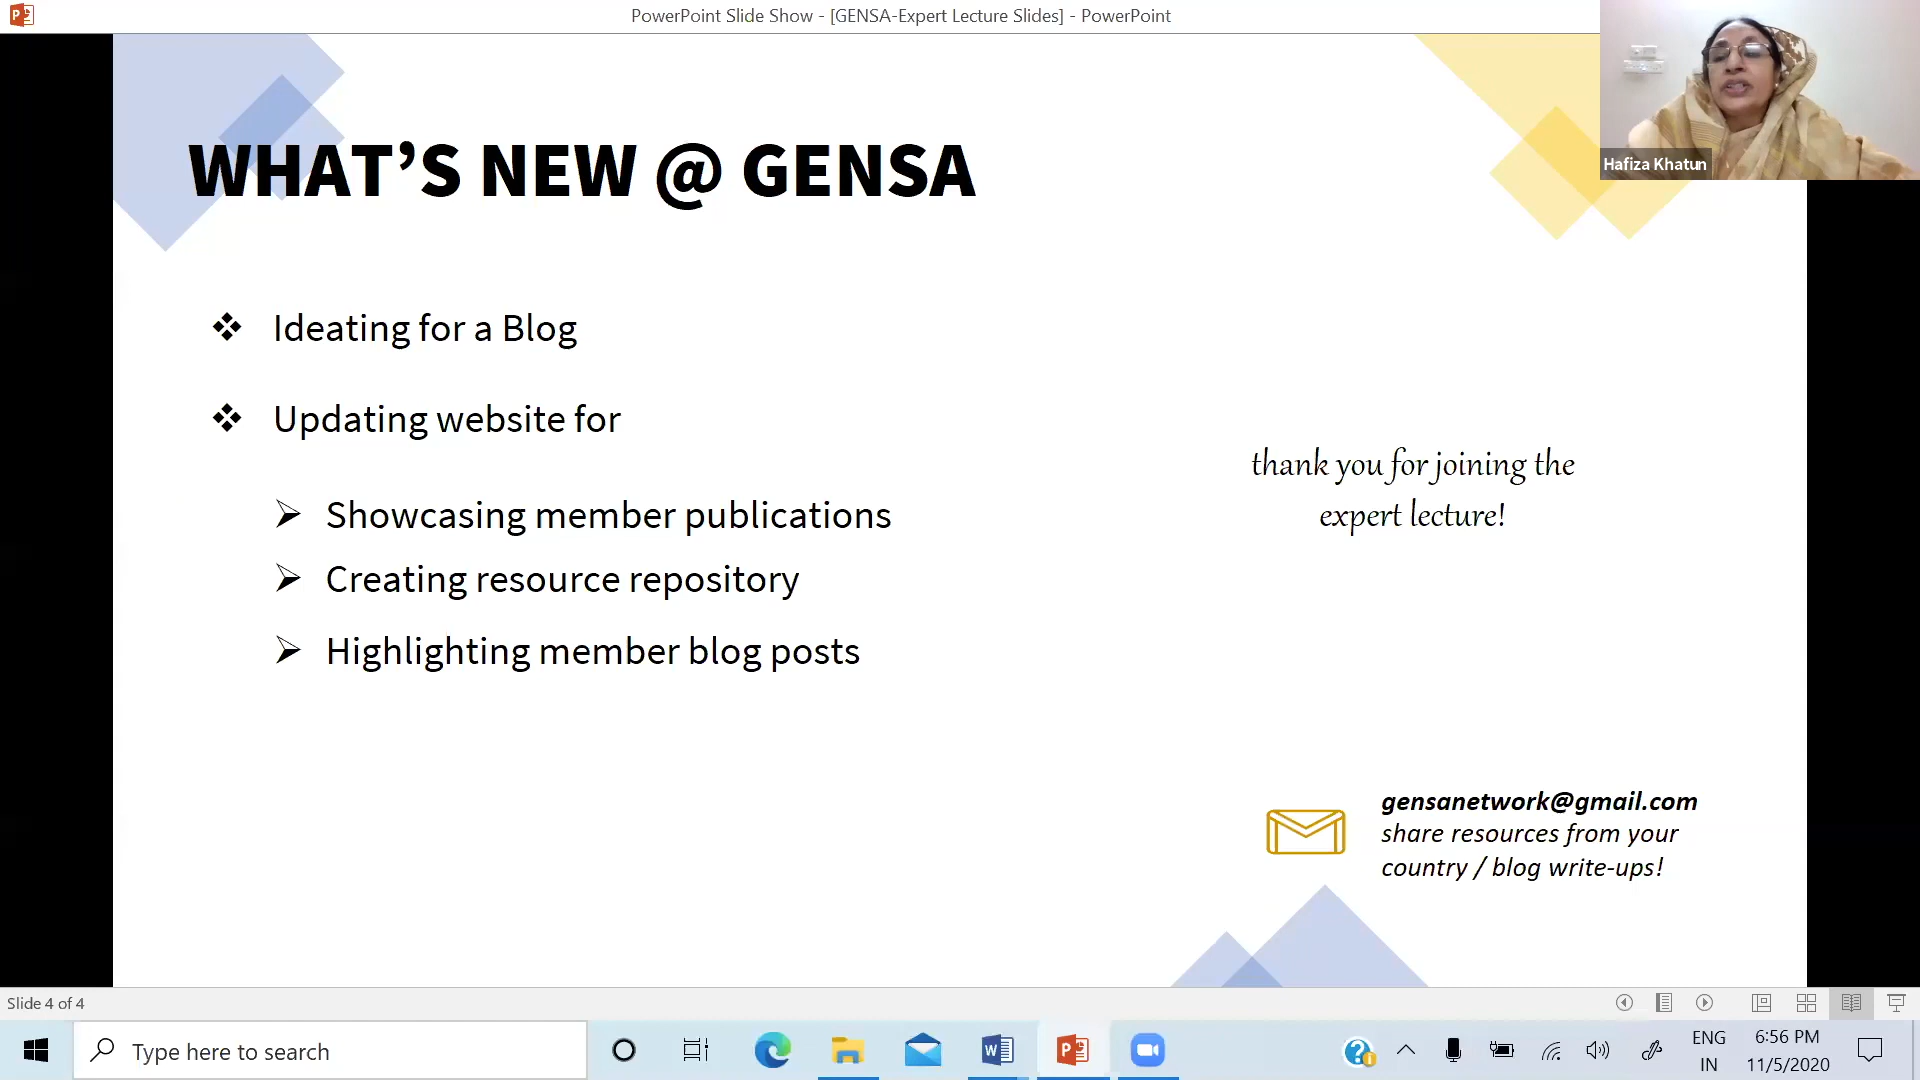 PowerPoint Slide Show - [GENSA-Expert Lecture Slides] - PowerPoint
Hafiza Khatun
WHAT’S NEW @ GENSA
Ideating for a Blog
Updating website for
Showcasing member publications
Creating resource repository
Highlighting member blog posts
thank you for joining the
expert lecture!
gensanetwork@gmail.com
share resources from your
country / blog write-ups!
Slide 4 of 4
Type here to search
ENG
IN
6:56 PM
11/5/2020